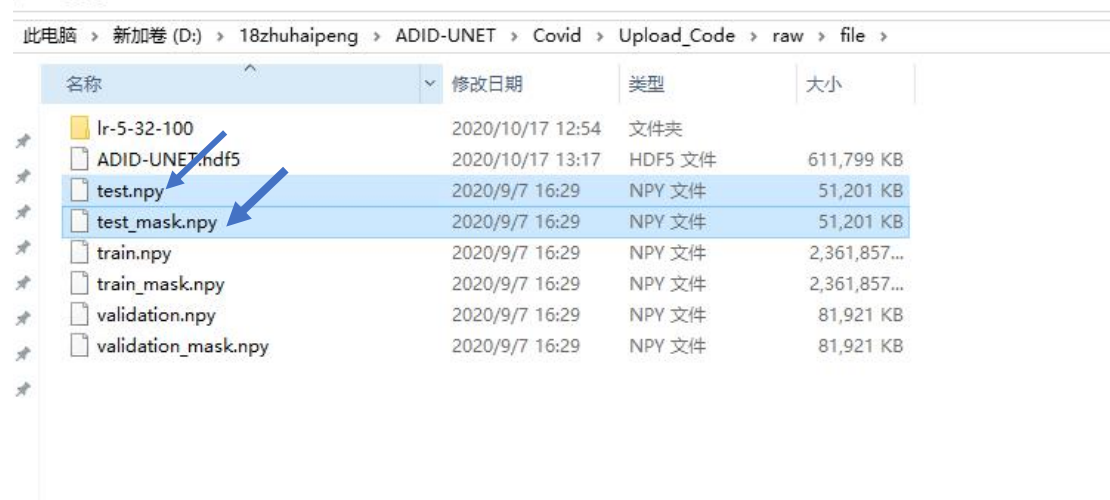 此电脑 > 新加卷 (D:) > 18zhuhaipeng > ADID-UNET > Covid > Upload_Code > raw > file >
名称 修改日期 类型 大小
lr-5-32-100 2020/10/17 12:54 文件夹
ADID-UNET.hdf5 2020/10/17 13:17 HDF5 文件 611,799 KB
test.npy 2020/9/7 16:29 NPY 文件 51,201 KB
test_mask.npy 2020/9/7 16:29 NPY 文件 51,201 KB
train.npy 2020/9/7 16:29 NPY 文件 2,361,857...
train_mask.npy 2020/9/7 16:29 NPY 文件 2,361,857...
validation.npy 2020/9/7 16:29 NPY 文件 81,921 KB
validation_mask.npy 2020/9/7 16:29 NPY 文件 81,921 KB